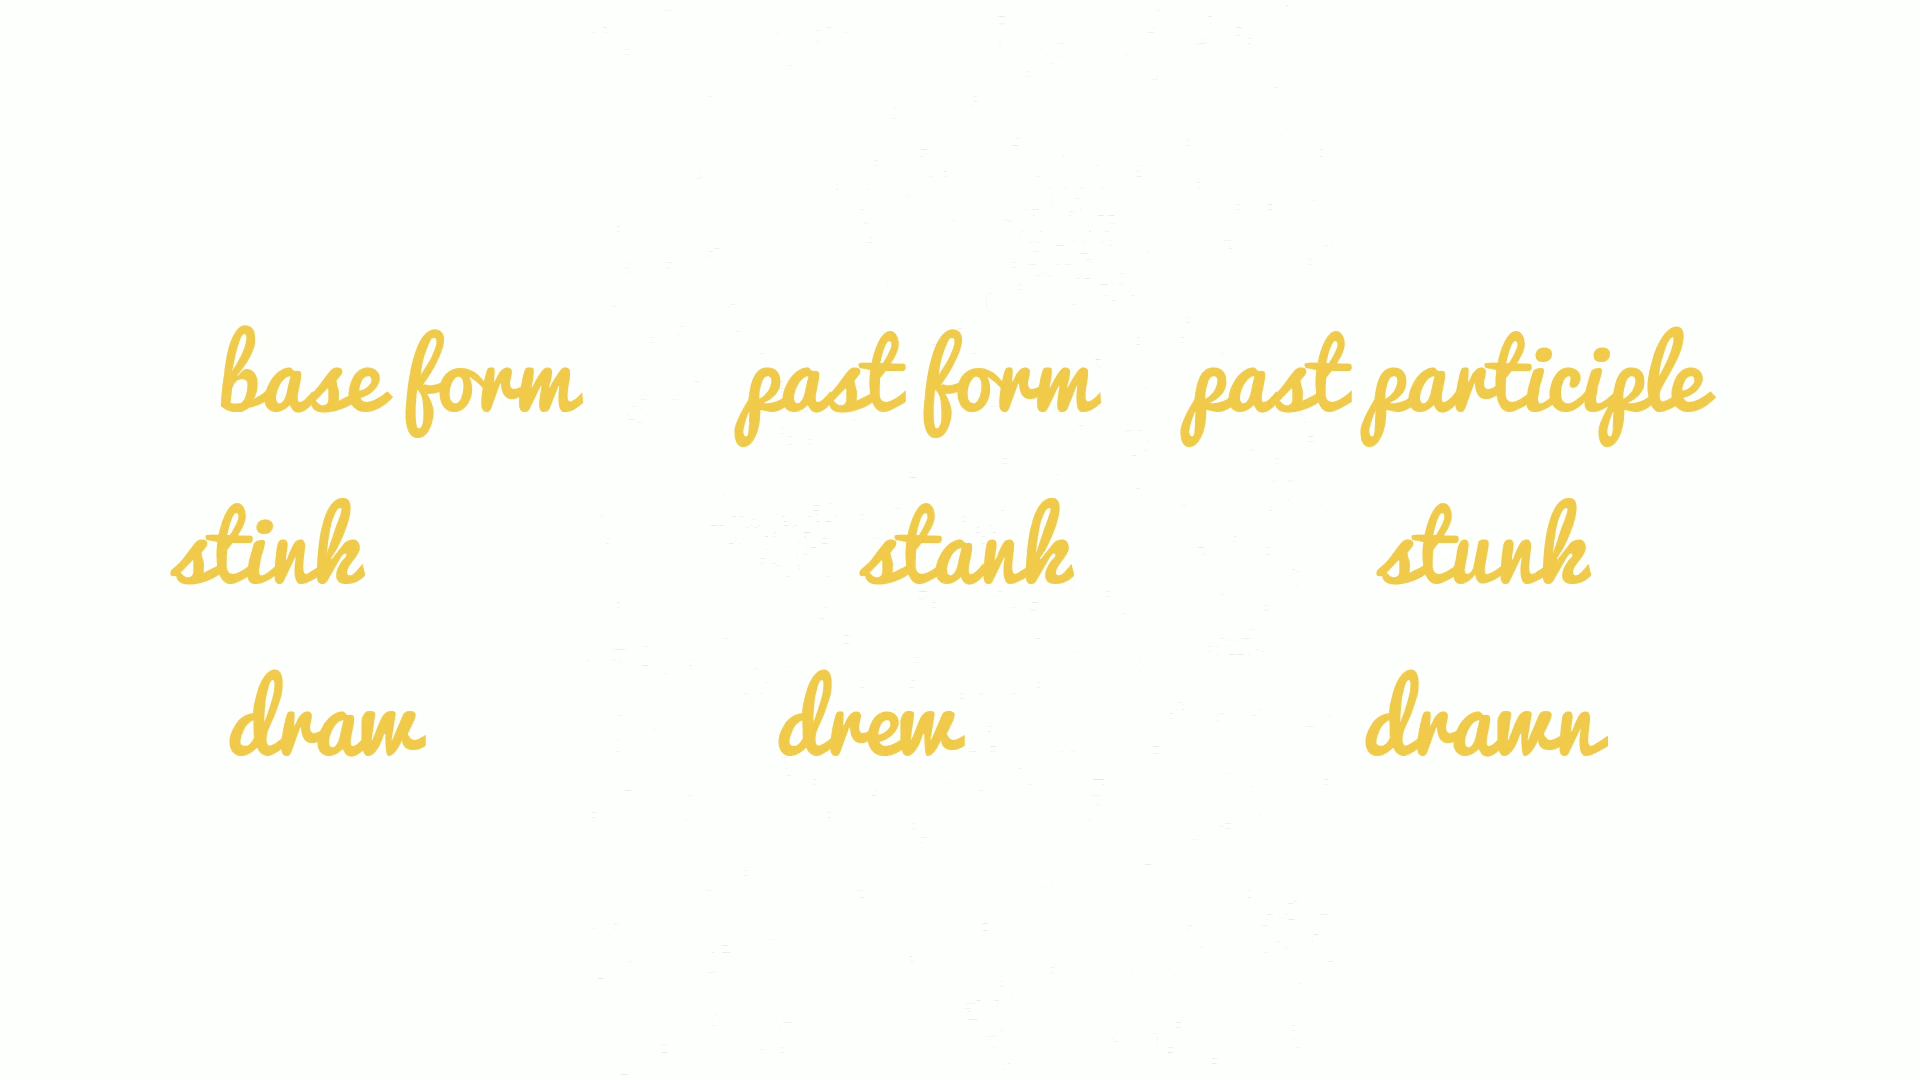 base form past form past participle
stink stank stunk
draw drew drawn